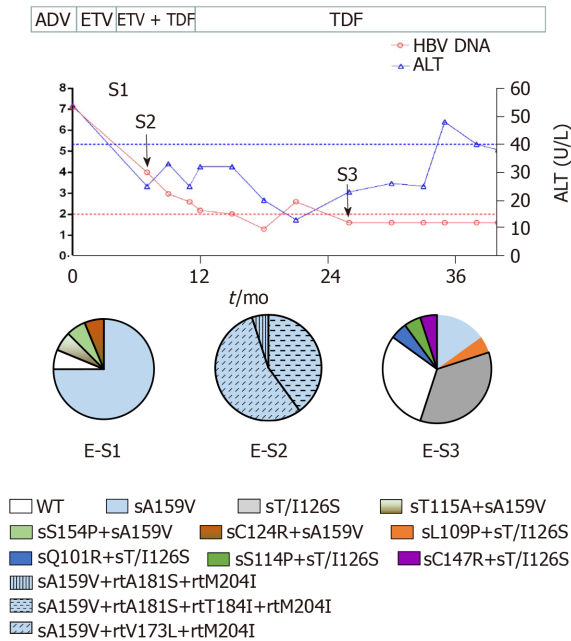 ADV ETV ETV + TDF TDF
HBV DNA
ALT
8 S1 60
7 S2 50
6
5 40
4 S3 30
3
2 20
1 10
0 0
0 12 24 36
t/mo
ALT (U/L)
E-S1 E-S2 E-S3
WT sA159V sT/I126S sT115A+sA159V
sS154P+sA159V sC124R+sA159V sL109P+sT/I126S
sQ101R+sT/I126S sS114P+sT/I126S sC147R+sT/I126S
sA159V+rtA181S+rtM204I
sA159V+rtA181S+rtT184I+rtM204I
sA159V+rtV173L+rtM204I